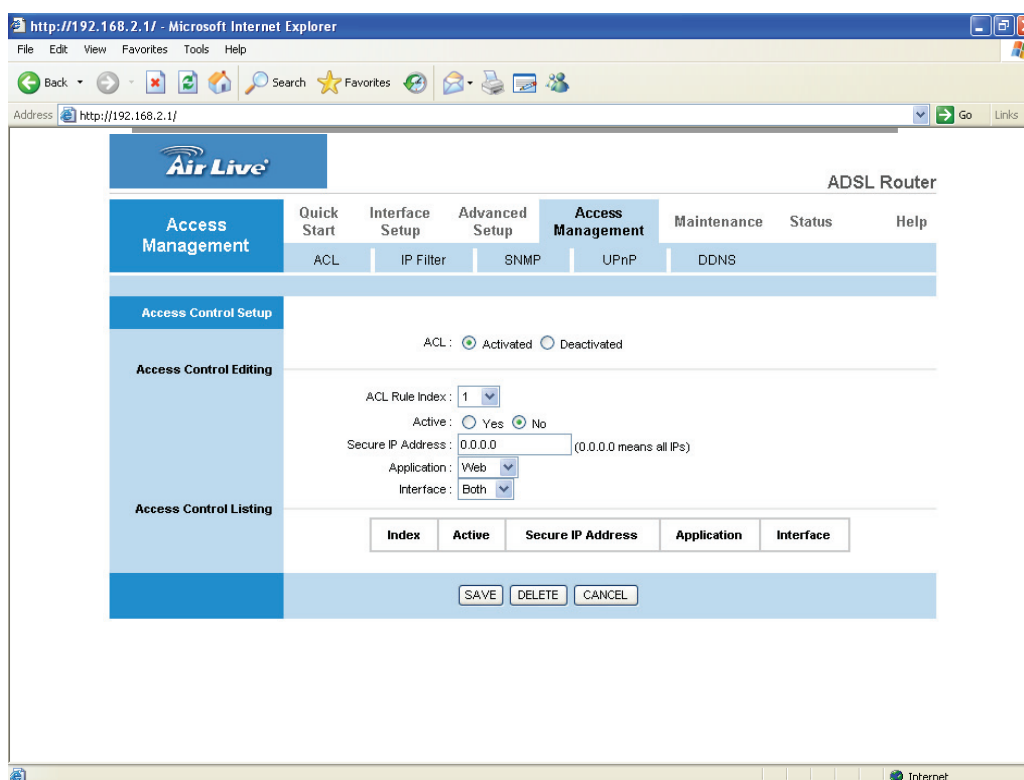 http://192.168.2.1/ - Microsoft Internet Explorer
File Edit View Favorites Tools Help
Back Search Favorites
Address http://192.168.2.1/ Go Links
Air Live
ADSL Router
Access Management
Quick Start Interface Setup Advanced Setup Access Management Maintenance Status Help
ACL IP Filter SNMP UPnP DDNS
Access Control Setup
ACL : Activated Deactivated
Access Control Editing
ACL Rule Index : 1
Active : Yes No
Secure IP Address : 0.0.0.0 (0.0.0.0 means all IPs)
Application : Web
Interface : Both
Access Control Listing
Index Active Secure IP Address Application Interface
SAVE DELETE CANCEL
Internet